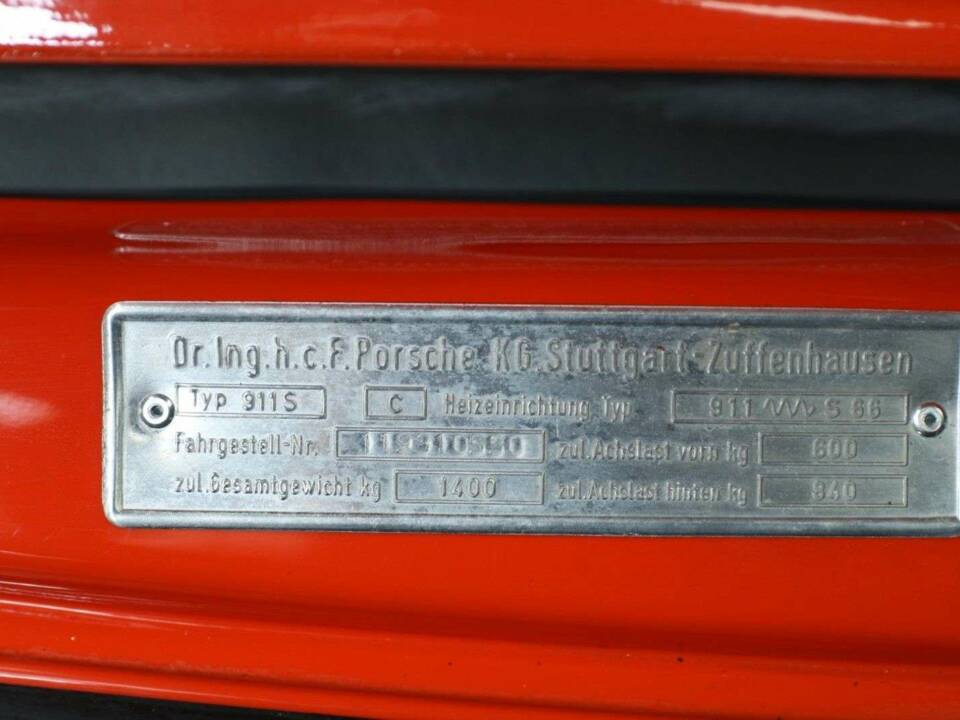 Dr.Ing.h.c.F.Porsche KG.Stuttgart-Zuffenhausen
Typ 911S C Heizeinrichtung Typ 911 S 66
Fahrgestell-Nr. zul.Achslast vorn kg 600
zul.Gesamtgewicht kg 1400 zul.Achslast hinten kg 840